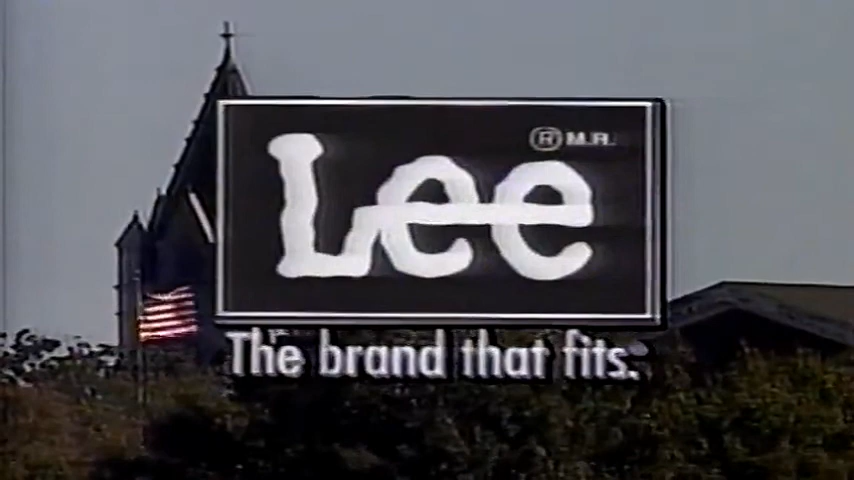 ® M.R.
Lee
The brand that fits.